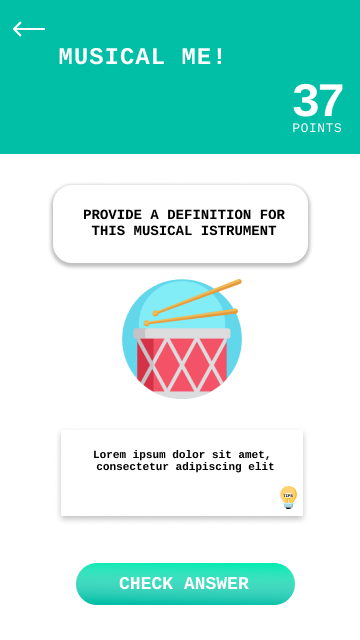 MUSICAL ME!
37
POINTS
PROVIDE A DEFINITION FOR
THIS MUSICAL ISTRUMENT
Lorem ipsum dolor sit amet,
consectetur adipiscing elit
TIPS
CHECK ANSWER